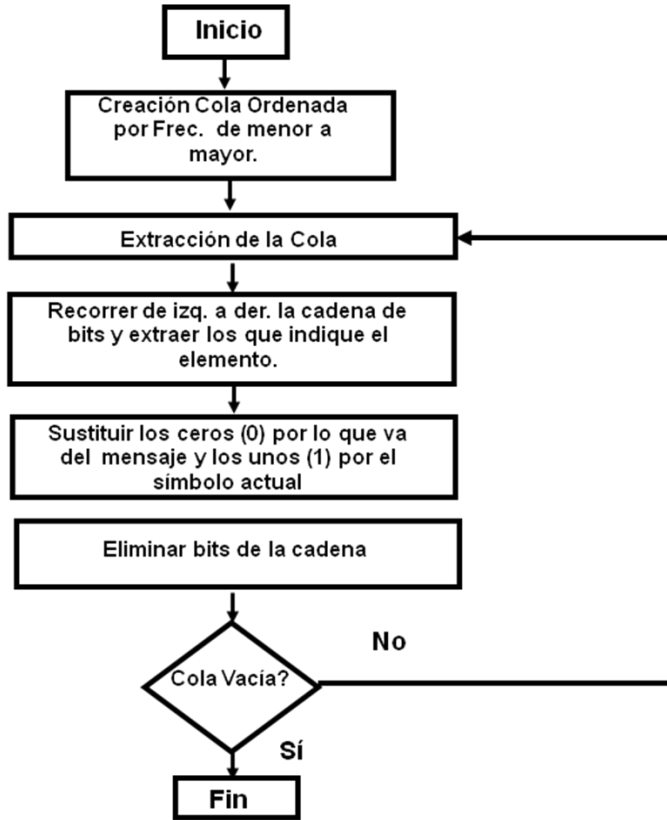 Inicio
Creación Cola Ordenada
por Frec. de menor a
mayor.
Extracción de la Cola
Recorrer de izq. a der. la cadena de
bits y extraer los que indique el
elemento.
Sustituir los ceros (0) por lo que va
del mensaje y los unos (1) por el
símbolo actual
Eliminar bits de la cadena
No
Cola Vacía?
Sí
Fin